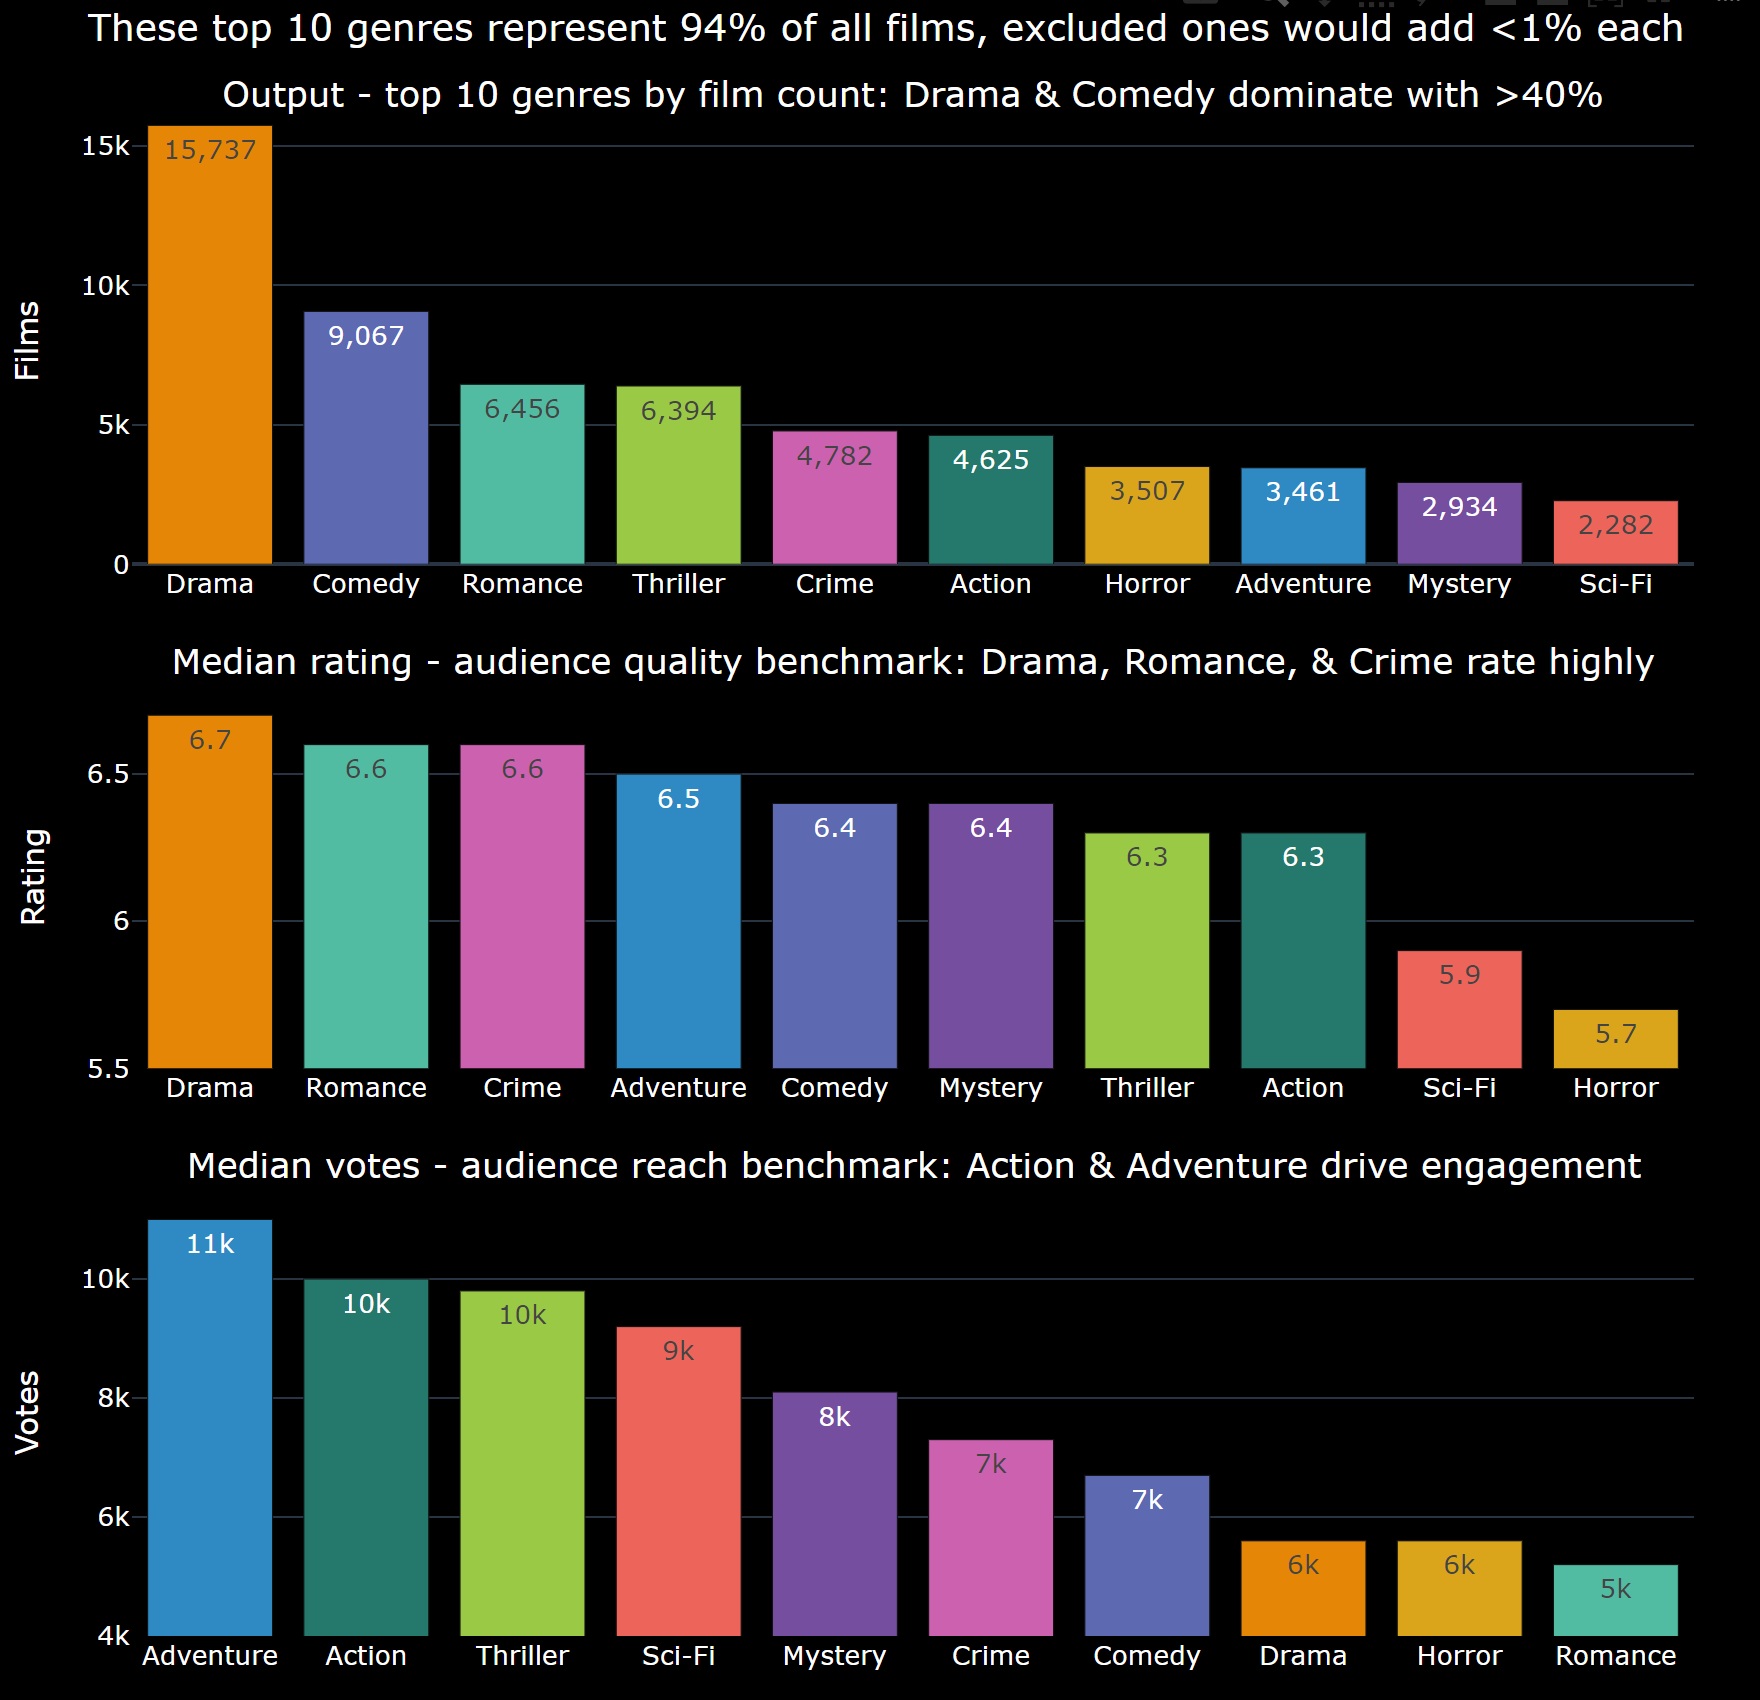 These top 10 genres represent 94% of all films, excluded ones would add <1% each
Output - top 10 genres by film count: Drama & Comedy dominate with >40%
Films
15k
10k
5k
0
15,737
9,067
6,456
6,394
4,782
4,625
3,507
3,461
2,934
2,282
Drama Comedy Romance Thriller Crime Action Horror Adventure Mystery Sci-Fi
Median rating - audience quality benchmark: Drama, Romance, & Crime rate highly
Rating
6.5
6
5.5
6.7
6.6
6.6
6.5
6.4
6.4
6.3
6.3
5.9
5.7
Drama Romance Crime Adventure Comedy Mystery Thriller Action Sci-Fi Horror
Median votes - audience reach benchmark: Action & Adventure drive engagement
Votes
10k
8k
6k
4k
11k
10k
10k
9k
8k
7k
7k
6k
6k
5k
Adventure Action Thriller Sci-Fi Mystery Crime Comedy Drama Horror Romance